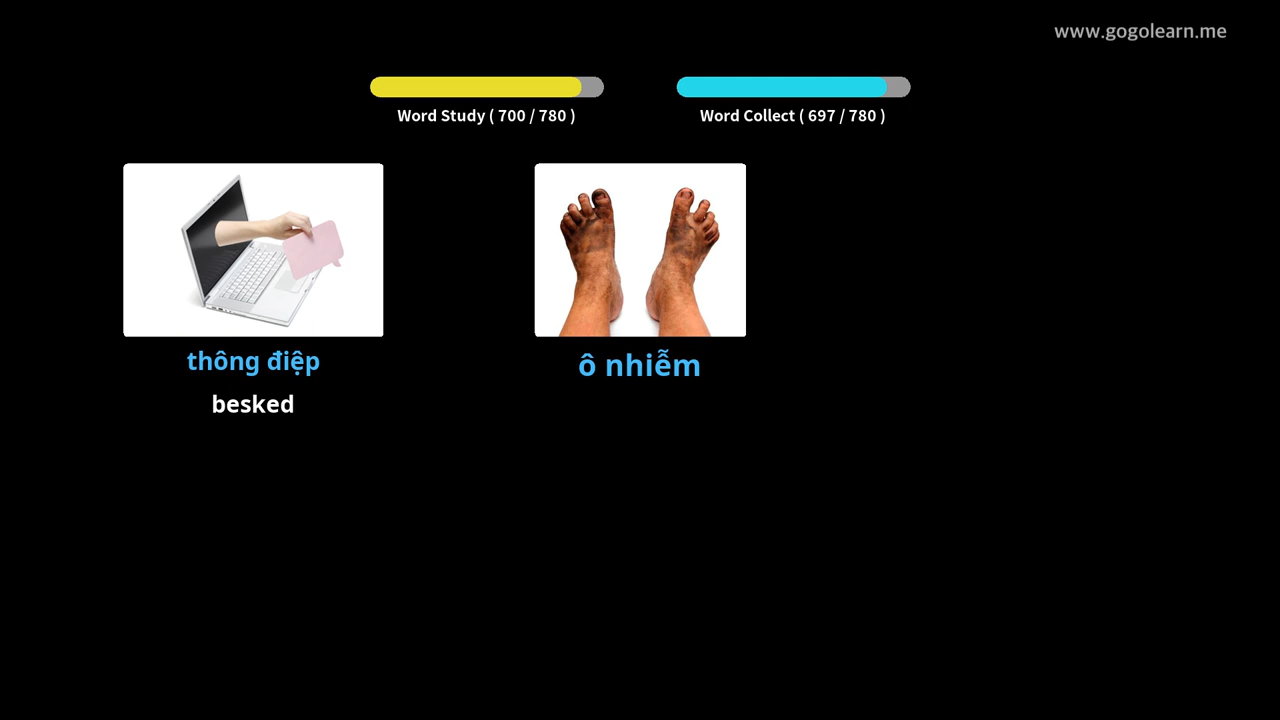 www.gogolearn.me
Word Study ( 700 / 780 )
Word Collect ( 697 / 780 )
thông điệp
besked
ô nhiễm